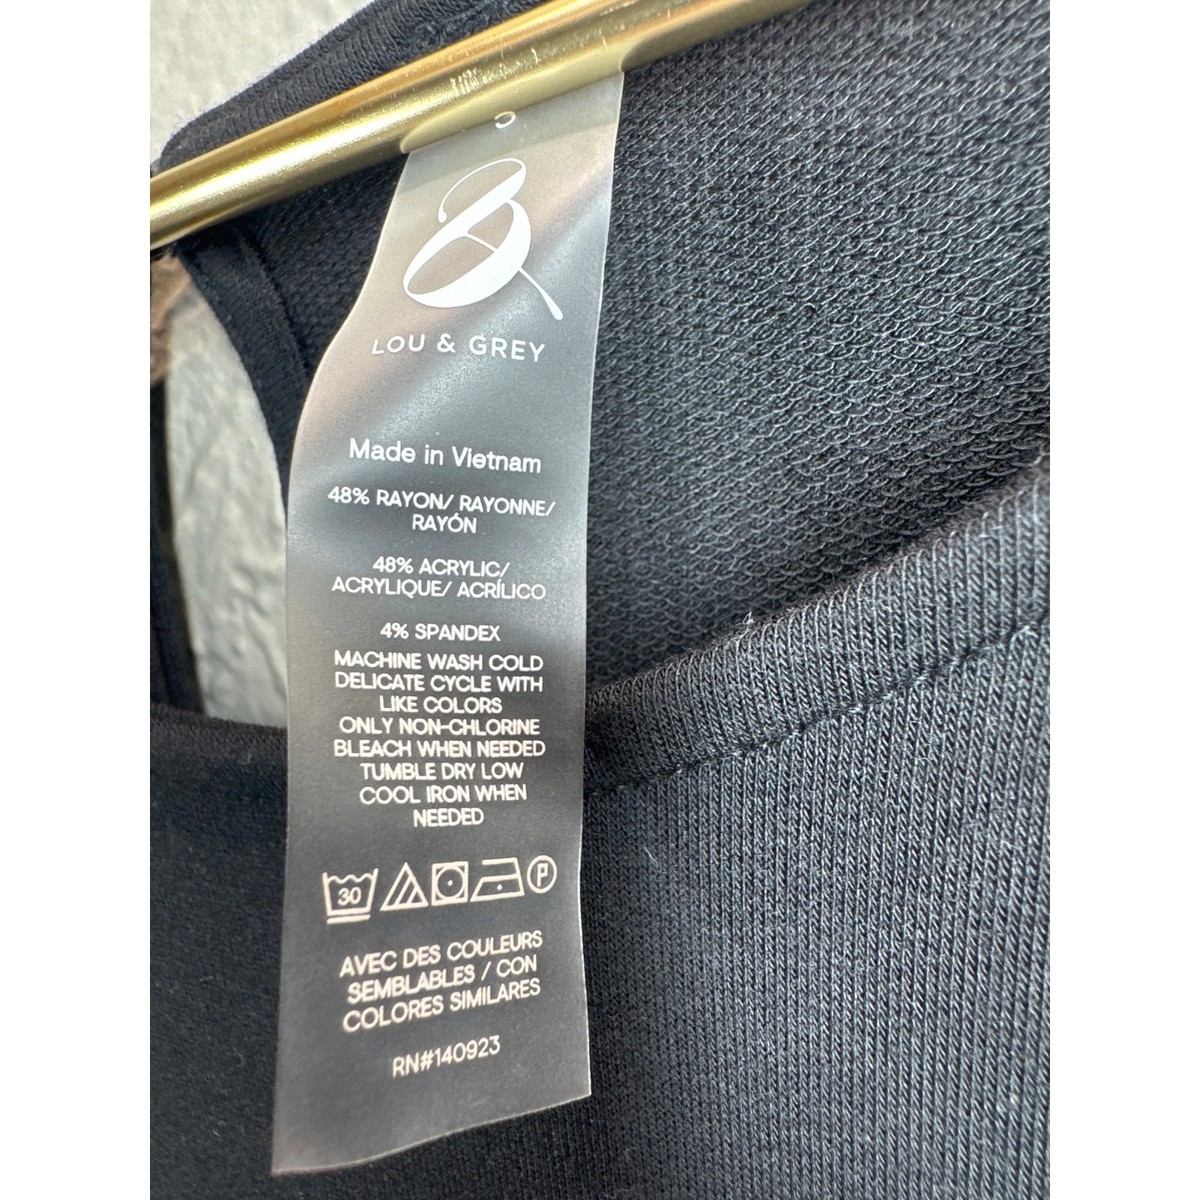 LOU & GREY
Made in Vietnam
48% RAYON/ RAYONNE/
RAYÓN
48% ACRYLIC/
ACRYLIQUE/ ACRÍLICO
4% SPANDEX
MACHINE WASH COLD
DELICATE CYCLE WITH
LIKE COLORS
ONLY NON-CHLORINE
BLEACH WHEN NEEDED
TUMBLE DRY LOW
COOL IRON WHEN
NEEDED
30 P
AVEC DES COULEURS
SEMBLABLES / CON
COLORES SIMILARES
RN#140923